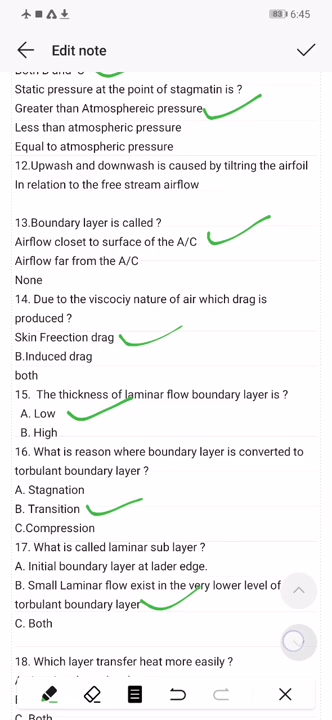 83 6:45
Edit note
Both B and C
Static pressure at the point of stagmatin is ?
Greater than Atmosphereic pressure
Less than atmospheric pressure
Equal to atmospheric pressure
12.Upwash and downwash is caused by tiltring the airfoil
In relation to the free stream airflow
13.Boundary layer is called ?
Airflow closet to surface of the A/C
Airflow far from the A/C
None
14. Due to the viscociy nature of air which drag is
produced ?
Skin Freection drag
B.Induced drag
both
15. The thickness of laminar flow boundary layer is ?
A. Low
B. High
16. What is reason where boundary layer is converted to
torbulant boundary layer ?
A. Stagnation
B. Transition
C.Compression
17. What is called laminar sub layer ?
A. Initial boundary layer at lader edge.
B. Small Laminar flow exist in the very lower level of
torbulant boundary layer
C. Both
18. Which layer transfer heat more easily ?
C. Both